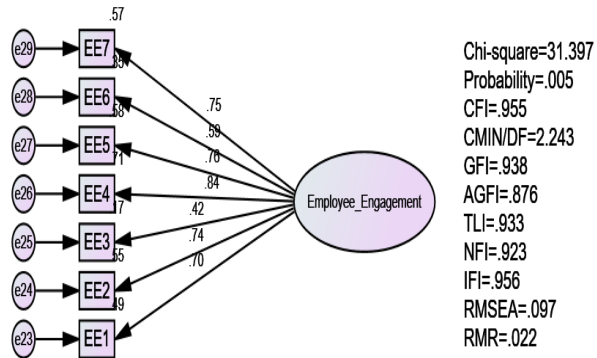 .57
e29
EE7
.75
.35
e28
EE6
.59
.58
e27
EE5
.76
.71
e26
EE4
.84
Employee_Engagement
.17
e25
EE3
.42
.55
e24
EE2
.74
.49
e23
EE1
.70
Chi-square=31.397
Probability=.005
CFI=.955
CMIN/DF=2.243
GFI=.938
AGFI=.876
TLI=.933
NFI=.923
IFI=.956
RMSEA=.097
RMR=.022